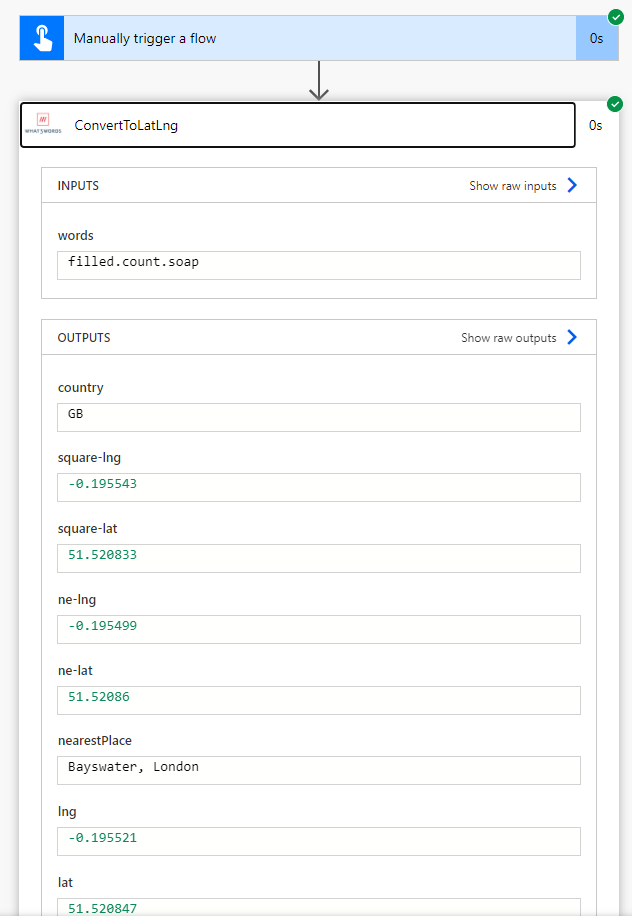 Manually trigger a flow
0s
WHAT3WORDS
ConvertToLatLng
0s
INPUTS
Show raw inputs
words
filled.count.soap
OUTPUTS
Show raw outputs
country
GB
square-lng
-0.195543
square-lat
51.520833
ne-lng
-0.195499
ne-lat
51.52086
nearestPlace
Bayswater, London
lng
-0.195521
lat
51.520847